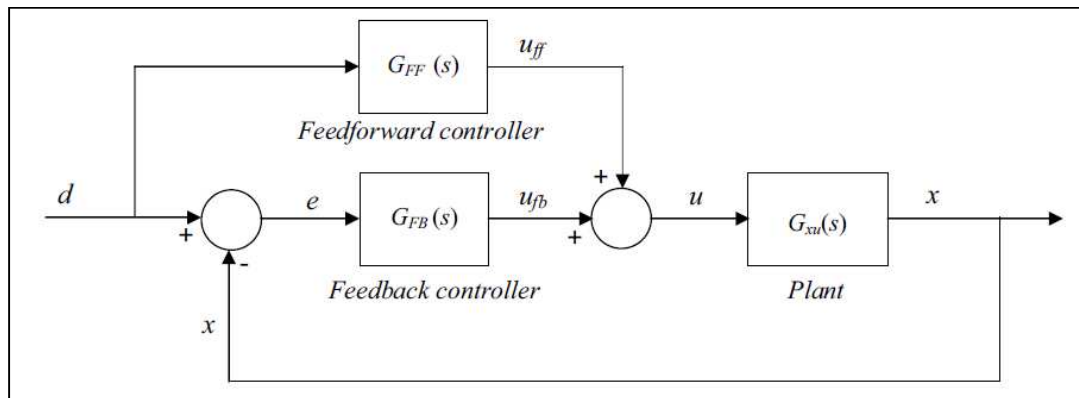 G_FF (s)
u_ff
Feedforward controller
+
d
+
e
G_FB (s)
u_fb
+
u
G_xu(s)
x
-
Feedback controller
Plant
x